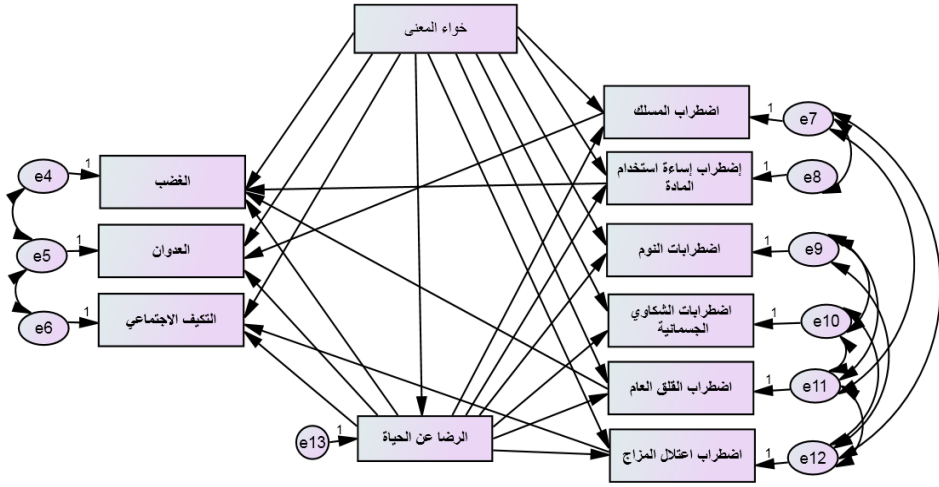 خواء المعنى
اضطراب المسلك
1
e7
إضطراب إساءة استخدام
المادة
1
e8
e4
1
الغضب
اضطرابات النوم
1
e9
e5
1
العدوان
اضطرابات الشكاوي
الجسمانية
1
e10
e6
1
التكيف الاجتماعي
اضطراب القلق العام
1
e11
e13
1
الرضا عن الحياة
اضطراب اعتلال المزاج
1
e12